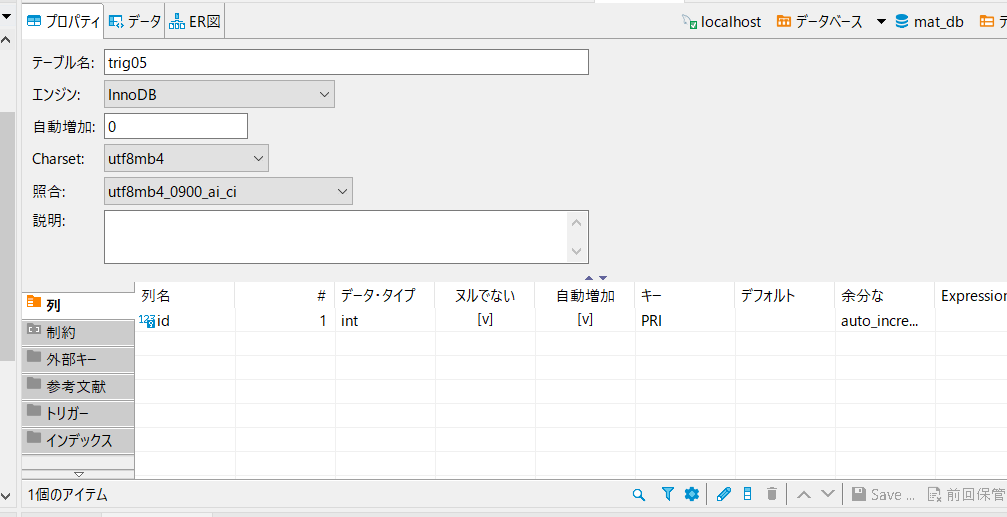 プロパティ データ ER図 localhost データベース mat_db
テーブル名: trig05
エンジン: InnoDB
自動増加: 0
Charset: utf8mb4
照合: utf8mb4_0900_ai_ci
説明:
列 列名 # データ・タイプ ヌルでない 自動増加 キー デフォルト 余分な Expression
123 id 1 int [v] [v] PRI auto_incre...
制約
外部キー
参考文献
トリガー
インデックス
1個のアイテム Save ... 前回保管